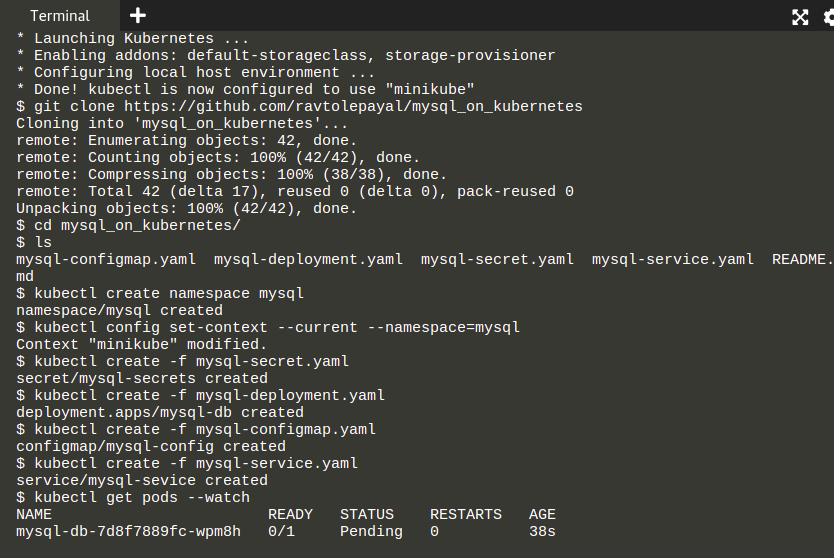 Terminal
* Launching Kubernetes ...
* Enabling addons: default-storageclass, storage-provisioner
* Configuring local host environment ...
* Done! kubectl is now configured to use "minikube"
$ git clone https://github.com/ravtolepayal/mysql_on_kubernetes
Cloning into 'mysql_on_kubernetes'...
remote: Enumerating objects: 42, done.
remote: Counting objects: 100% (42/42), done.
remote: Compressing objects: 100% (38/38), done.
remote: Total 42 (delta 17), reused 0 (delta 0), pack-reused 0
Unpacking objects: 100% (42/42), done.
$ cd mysql_on_kubernetes/
$ ls
mysql-configmap.yaml  mysql-deployment.yaml  mysql-secret.yaml  mysql-service.yaml  README.
md
$ kubectl create namespace mysql
namespace/mysql created
$ kubectl config set-context --current --namespace=mysql
Context "minikube" modified.
$ kubectl create -f mysql-secret.yaml
secret/mysql-secrets created
$ kubectl create -f mysql-deployment.yaml
deployment.apps/mysql-db created
$ kubectl create -f mysql-configmap.yaml
configmap/mysql-config created
$ kubectl create -f mysql-service.yaml
service/mysql-sevice created
$ kubectl get pods --watch
NAME                        READY   STATUS    RESTARTS   AGE
mysql-db-7d8f7889fc-wpm8h   0/1     Pending   0          38s